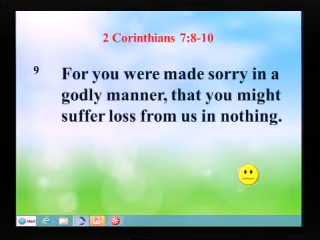 2 Corinthians 7:8-10
9 For you were made sorry in a
godly manner, that you might
suffer loss from us in nothing.